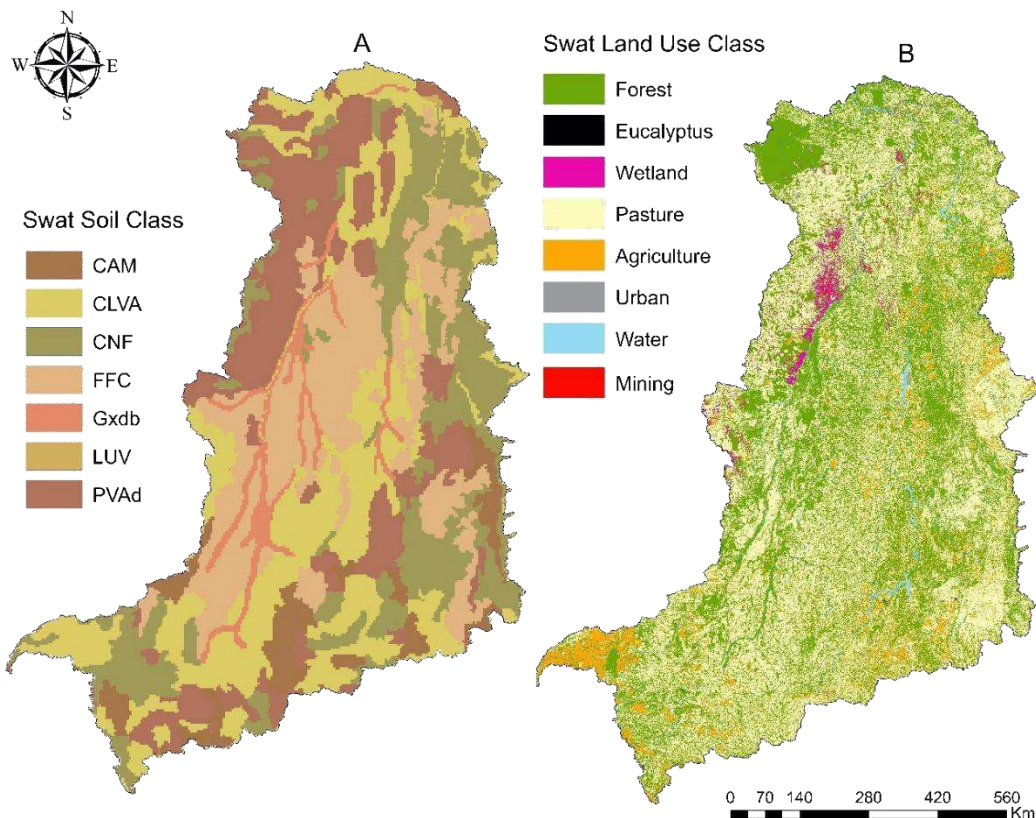 N
W E
S
A
Swat Soil Class
CAM
CLVA
CNF
FFC
Gxdb
LUV
PVAd
Swat Land Use Class
B
Forest
Eucalyptus
Wetland
Pasture
Agriculture
Urban
Water
Mining
0 70 140 280 420 560
Km